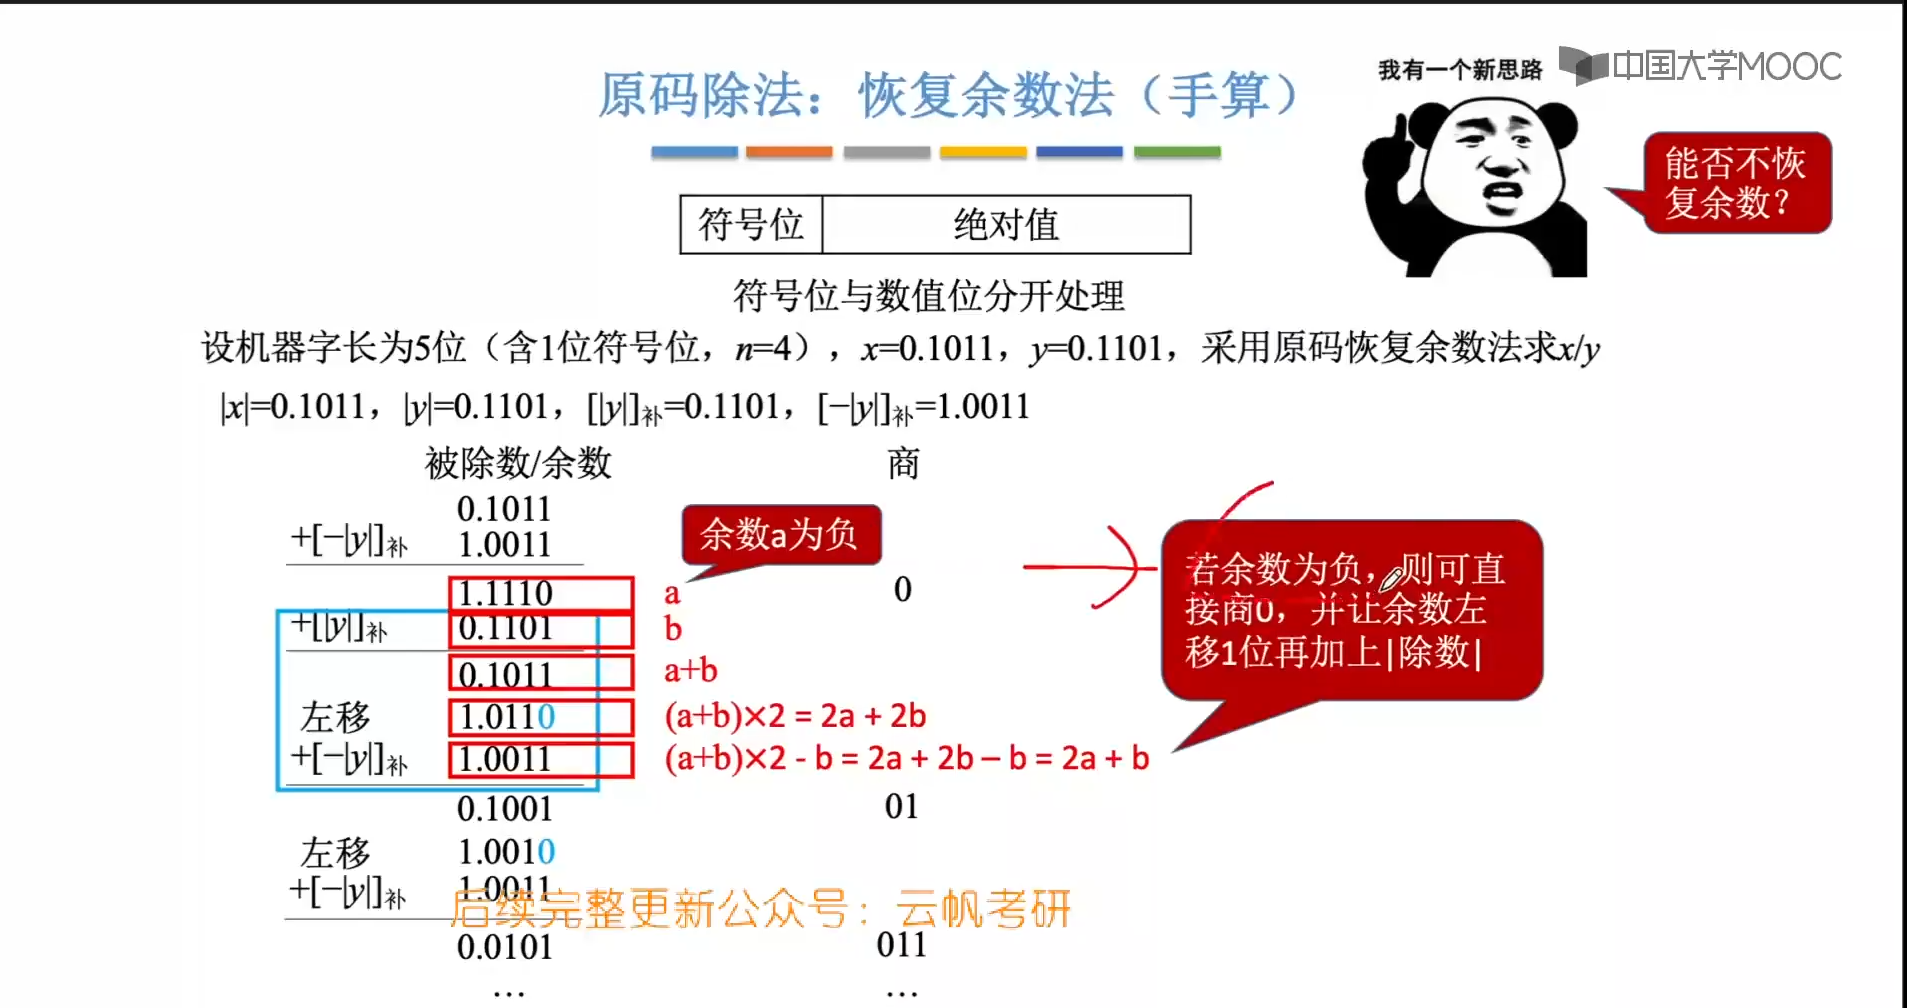 我有一个新思路
中国大学MOOC
原码除法：恢复余数法（手算）
能否不恢
复余数？
符号位 绝对值
符号位与数值位分开处理
设机器字长为5位（含1位符号位，n=4），x=0.1011，y=0.1101，采用原码恢复余数法求x/y
|x|=0.1011，|y|=0.1101，[|y|]补=0.1101，[−|y|]补=1.0011
被除数/余数 商
0.1011
+[−|y|]补 1.0011
余数a为负
1.1110 a 0
+[|y|]补 0.1101 b
0.1011 a+b
左移 1.0110 (a+b)×2 = 2a + 2b
+[−|y|]补 1.0011 (a+b)×2 - b = 2a + 2b – b = 2a + b
若余数为负，则可直
接商0，并让余数左
移1位再加上|除数|
0.1001 01
左移 1.0010
+[−|y|]补 1.0011
后续完整更新公众号：云帆考研
0.0101 011
… …